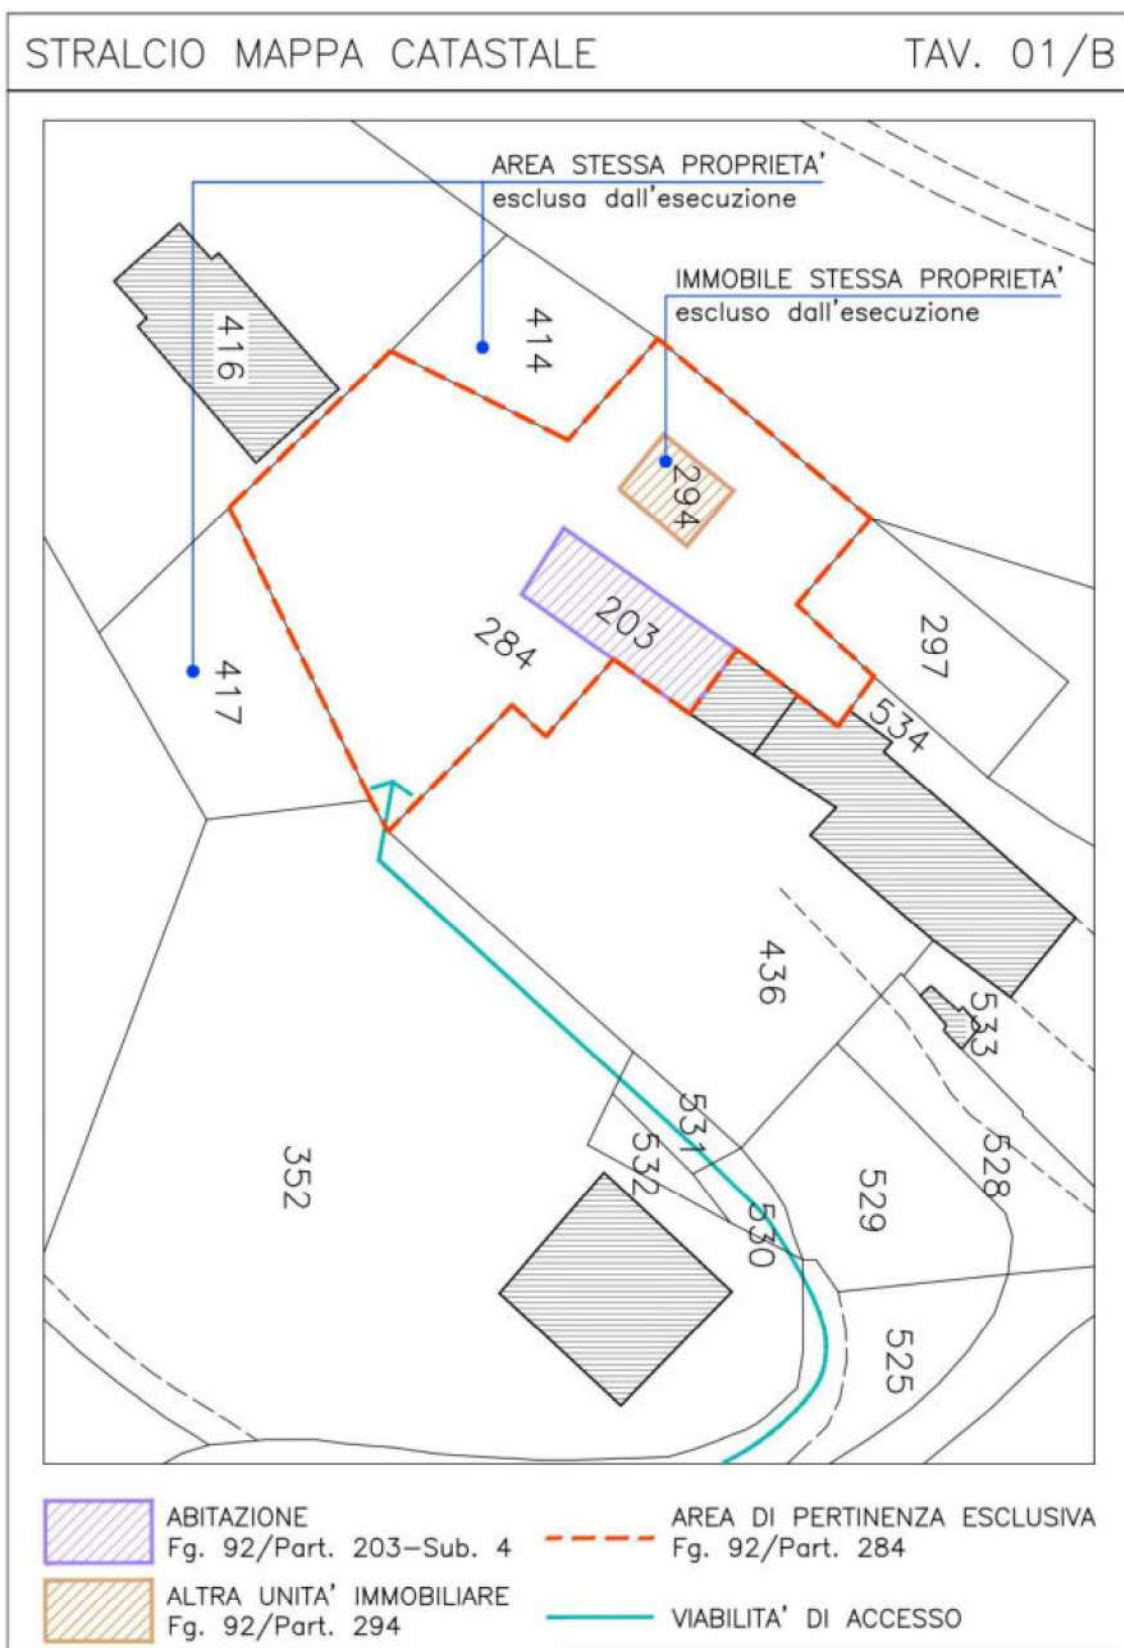 STRALCIO MAPPA CATASTALE TAV. 01/B
AREA STESSA PROPRIETA'
esclusa dall'esecuzione
IMMOBILE STESSA PROPRIETA'
escluso dall'esecuzione
414
416
294
203
284
297
417
534
436
533
531
532
528
352
529
530
525
ABITAZIONE
Fg. 92/Part. 203-Sub. 4
AREA DI PERTINENZA ESCLUSIVA
Fg. 92/Part. 284
ALTRA UNITA' IMMOBILIARE
Fg. 92/Part. 294
VIABILITA' DI ACCESSO